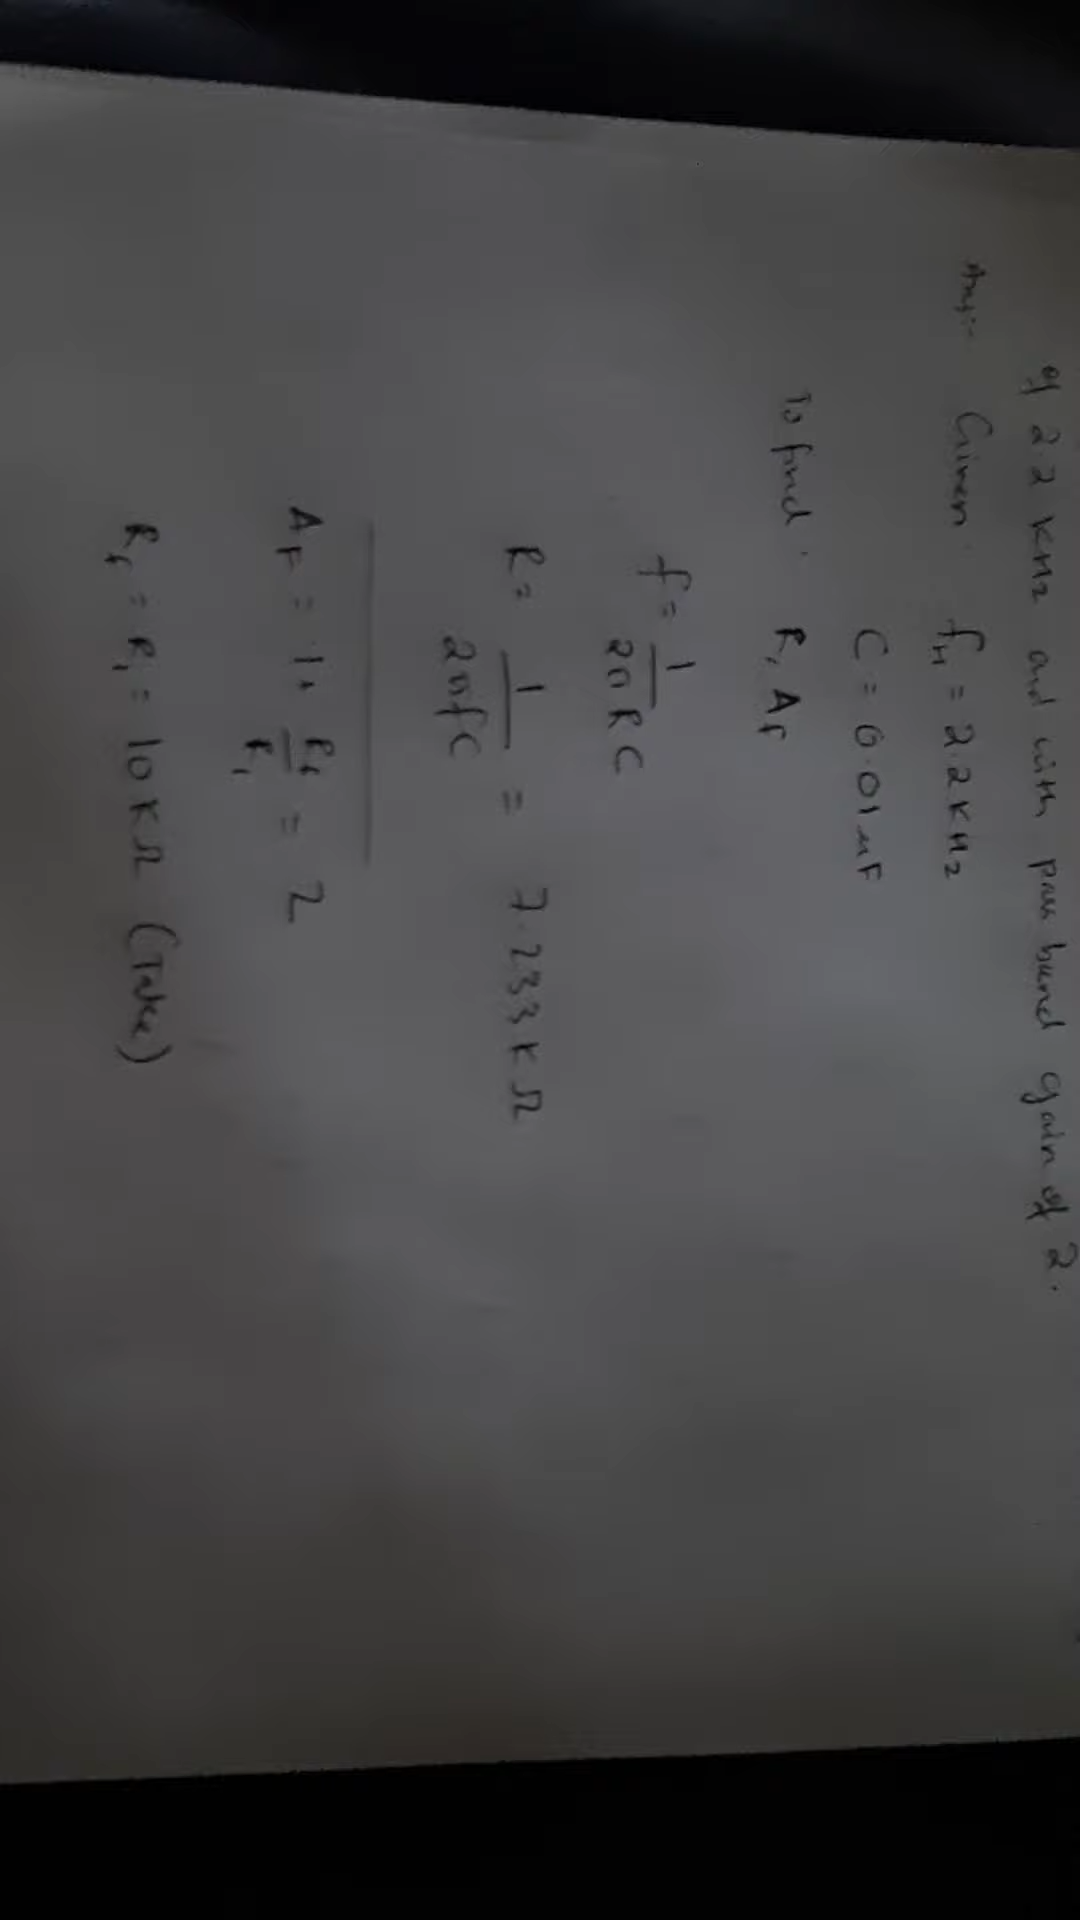 of 2.2 KHz and with pass band gain of 2.
Ans:- Given: fH = 2.2 KHz
C = 0.01 μF
To find: R, AF
f = 1/2πRC
R = 1/2πfC = 7.233 KΩ
AF = 1 + Rf/R1 = 2
Rf = R1 = 10 KΩ (Take)